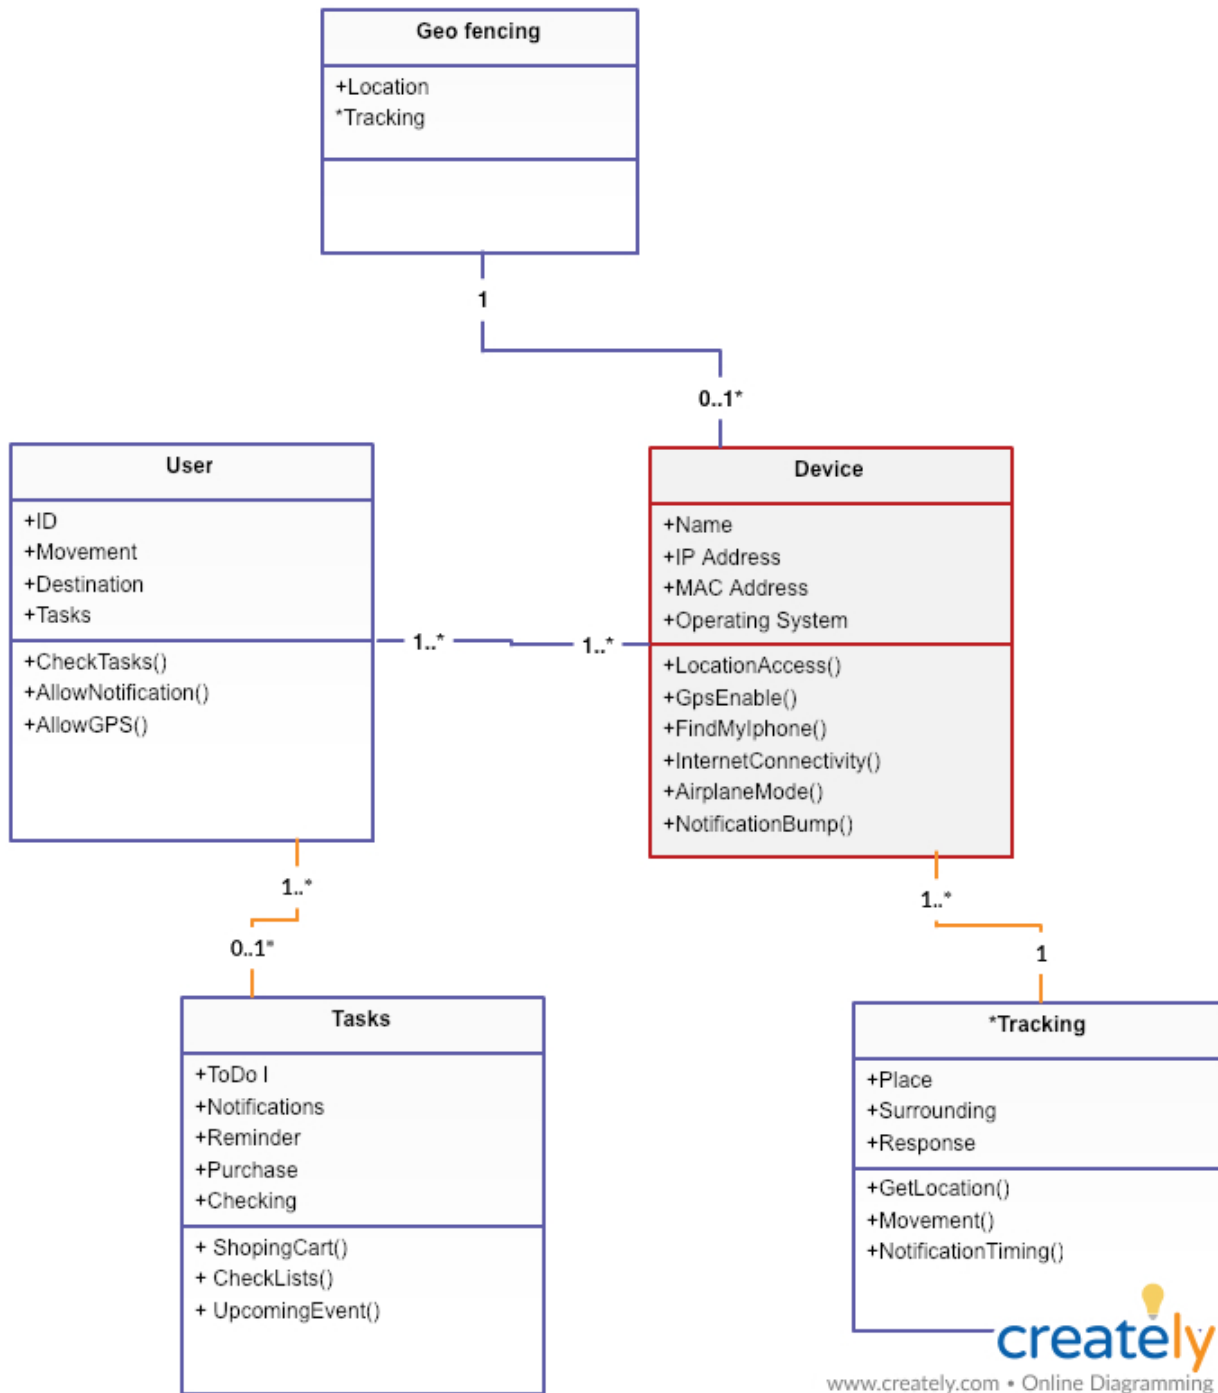 Geo fencing
+Location
*Tracking
1
0..1*
User
+ID
+Movement
+Destination
+Tasks
+CheckTasks()
+AllowNotification()
+AllowGPS()
1..*
1..*
Device
+Name
+IP Address
+MAC Address
+Operating System
+LocationAccess()
+GpsEnable()
+FindMyIphone()
+InternetConnectivity()
+AirplaneMode()
+NotificationBump()
1..*
0..1*
1..*
1
Tasks
+ToDo l
+Notifications
+Reminder
+Purchase
+Checking
+ ShopingCart()
+ CheckLists()
+ UpcomingEvent()
*Tracking
+Place
+Surrounding
+Response
+GetLocation()
+Movement()
+NotificationTiming()
creately
www.creately.com • Online Diagramming